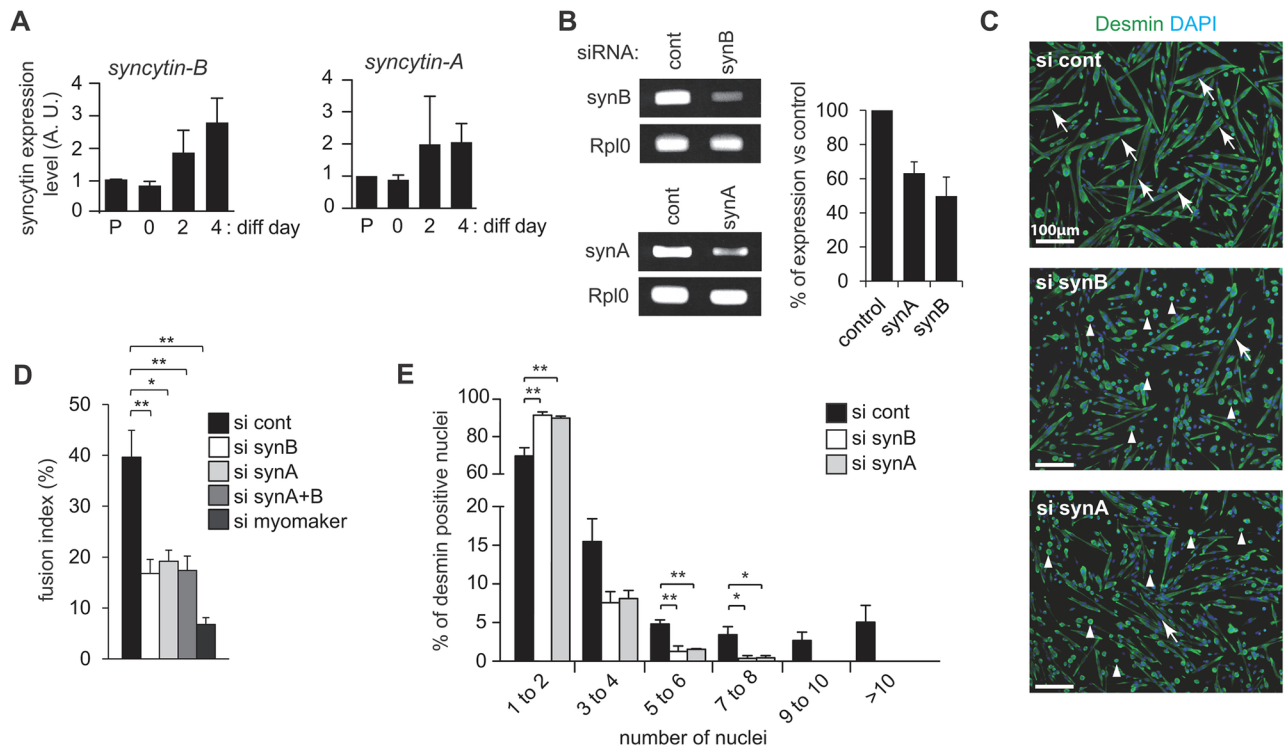 A
syncytin-B
syncytin-A
syncytin expression
level (A. U.)
4
3
2
1
0
P 0 2 4 : diff day
4
3
2
1
0
P 0 2 4 : diff day
B
siRNA:
cont
synB
synB
Rpl0
cont
synA
synA
Rpl0
% of expression vs control
100
80
60
40
20
0
control
synA
synB
C
Desmin DAPI
si cont
100µm
si synB
si synA
D
**
**
*
**
fusion index (%)
50
40
30
20
10
0
si cont
si synB
si synA
si synA+B
si myomaker
E
% of desmin positive nuclei
100
90
80
70
60
20
15
10
5
0
**
**
**
**
*
*
si cont
si synB
si synA
1 to 2
3 to 4
5 to 6
7 to 8
9 to 10
>10
number of nuclei